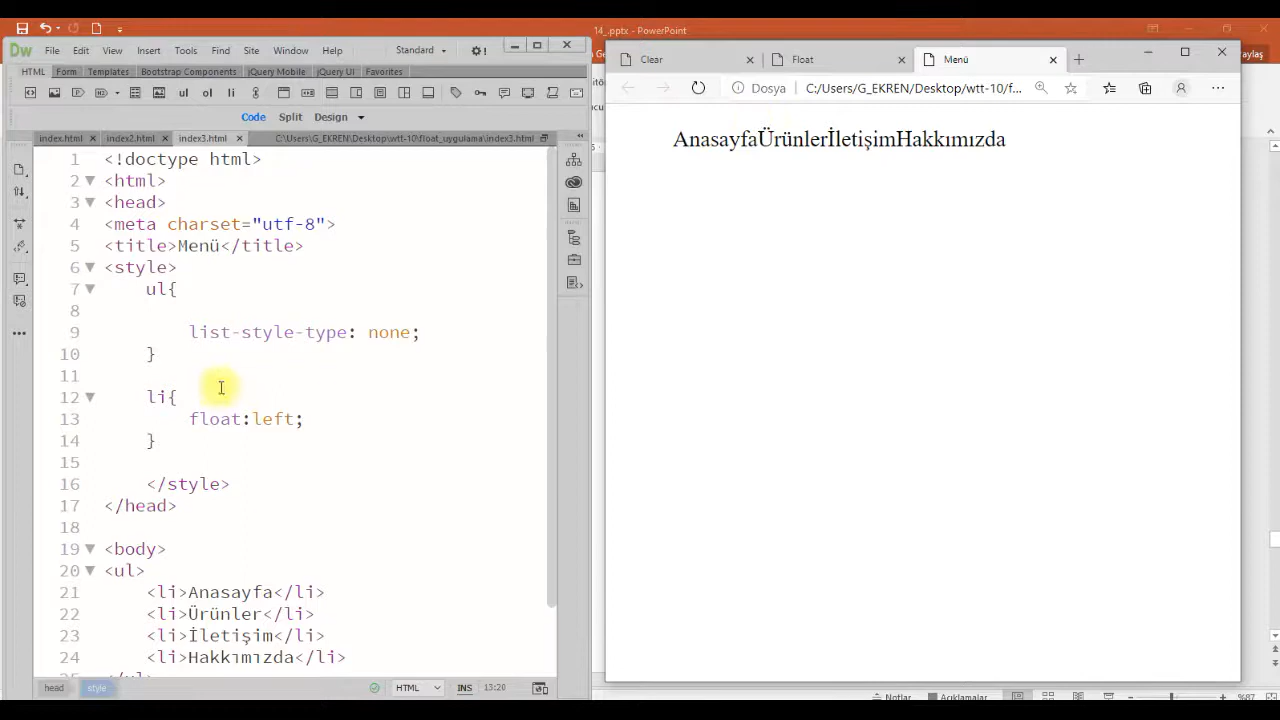 14_.pptx - PowerPoint
Dw File Edit View Insert Tools Find Site Window Help Standard
HTML Form Templates Bootstrap Components jQuery Mobile jQuery UI Favorites
ul ol li
Code Split Design
index.html index2.html index3.html C:\Users\G_EKREN\Desktop\wtt-10\float_uygulama\index3.html
1 <!doctype html>
2 <html>
3 <head>
4 <meta charset="utf-8">
5 <title>Menü</title>
6 <style>
7 ul{
8
9 list-style-type: none;
10 }
11
12 li{
13 float:left;
14 }
15
16 </style>
17 </head>
18
19 <body>
20 <ul>
21 <li>Anasayfa</li>
22 <li>Ürünler</li>
23 <li>İletişim</li>
24 <li>Hakkımızda</li>
head style HTML INS 13:20
Clear Float Menü
Dosya C:/Users/G_EKREN/Desktop/wtt-10/f...
AnasayfaÜrünlerİletişimHakkımızda
Notlar Açıklamalar %87